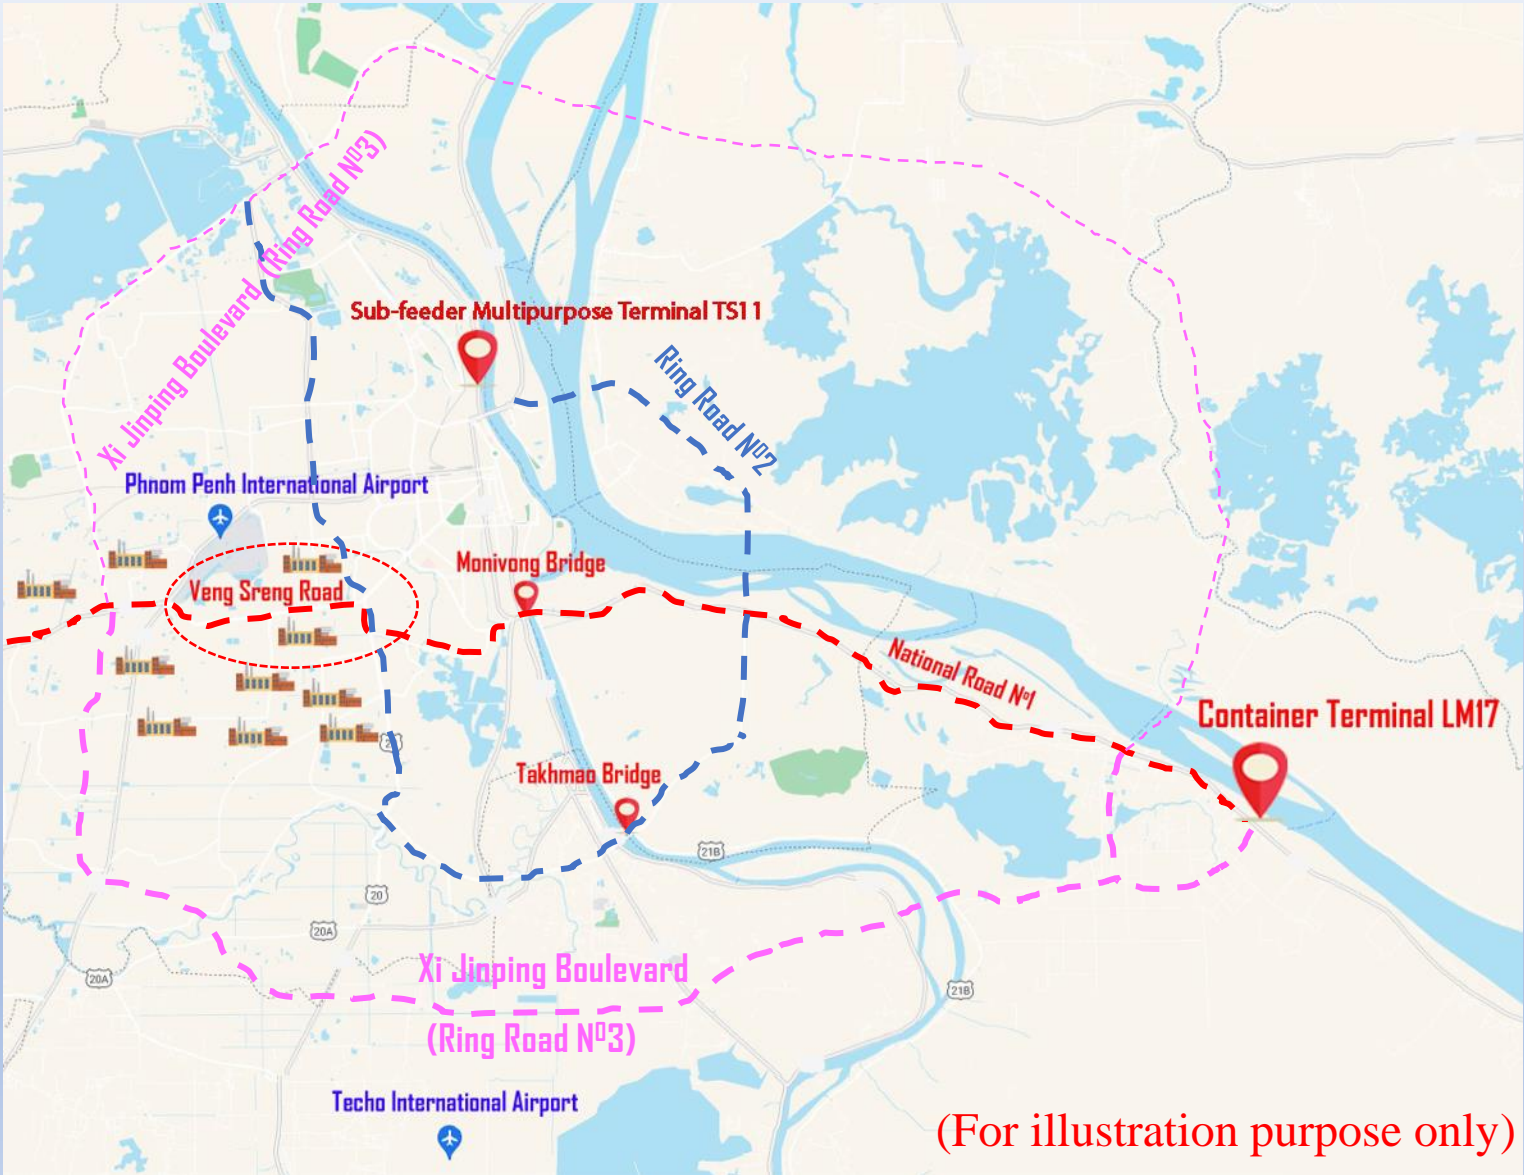 Xi Jinping Boulevard (Ring Road Nº3)
Sub-feeder Multipurpose Terminal TS11
Ring Road Nº2
Phnom Penh International Airport
Monivong Bridge
Veng Sreng Road
National Road Nº1
Container Terminal LM17
Takhmao Bridge
21B
20
20A
20A
21B
Xi Jinping Boulevard
(Ring Road Nº3)
Techo International Airport
(For illustration purpose only)